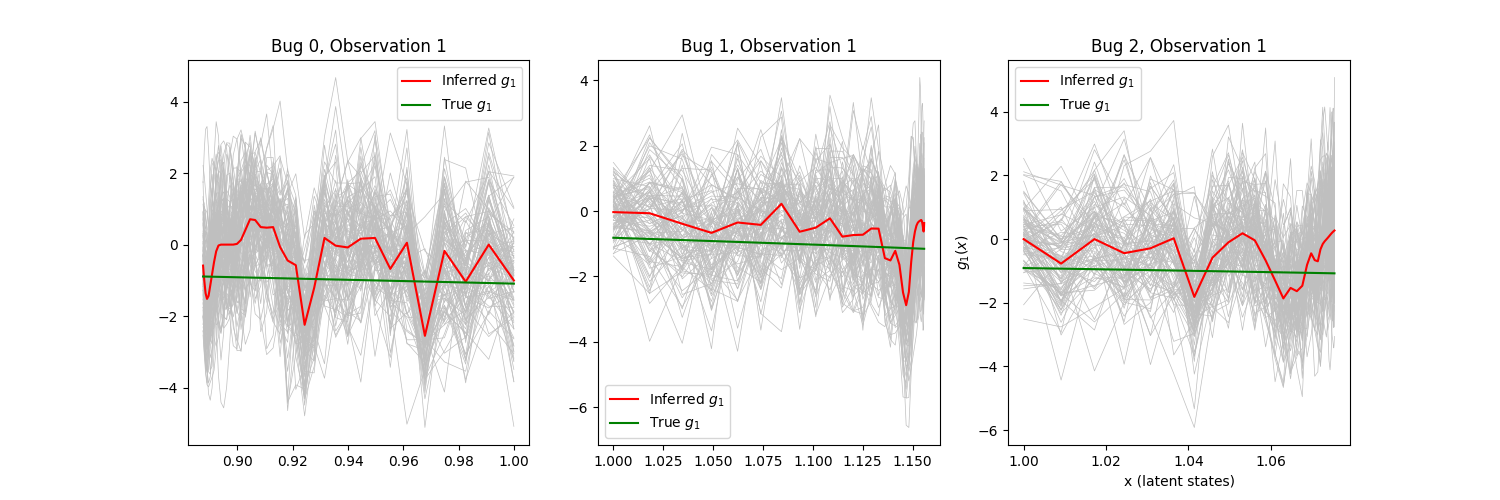 Bug 0, Observation 1
Inferred g₁
True g₁
4
2
0
−2
−4
0.90 0.92 0.94 0.96 0.98 1.00
Bug 1, Observation 1
4
2
0
−2
−4
−6
Inferred g₁
True g₁
1.000 1.025 1.050 1.075 1.100 1.125 1.150
Bug 2, Observation 1
Inferred g₁
True g₁
g₁(x)
4
2
0
−2
−4
−6
1.00 1.02 1.04 1.06
x (latent states)